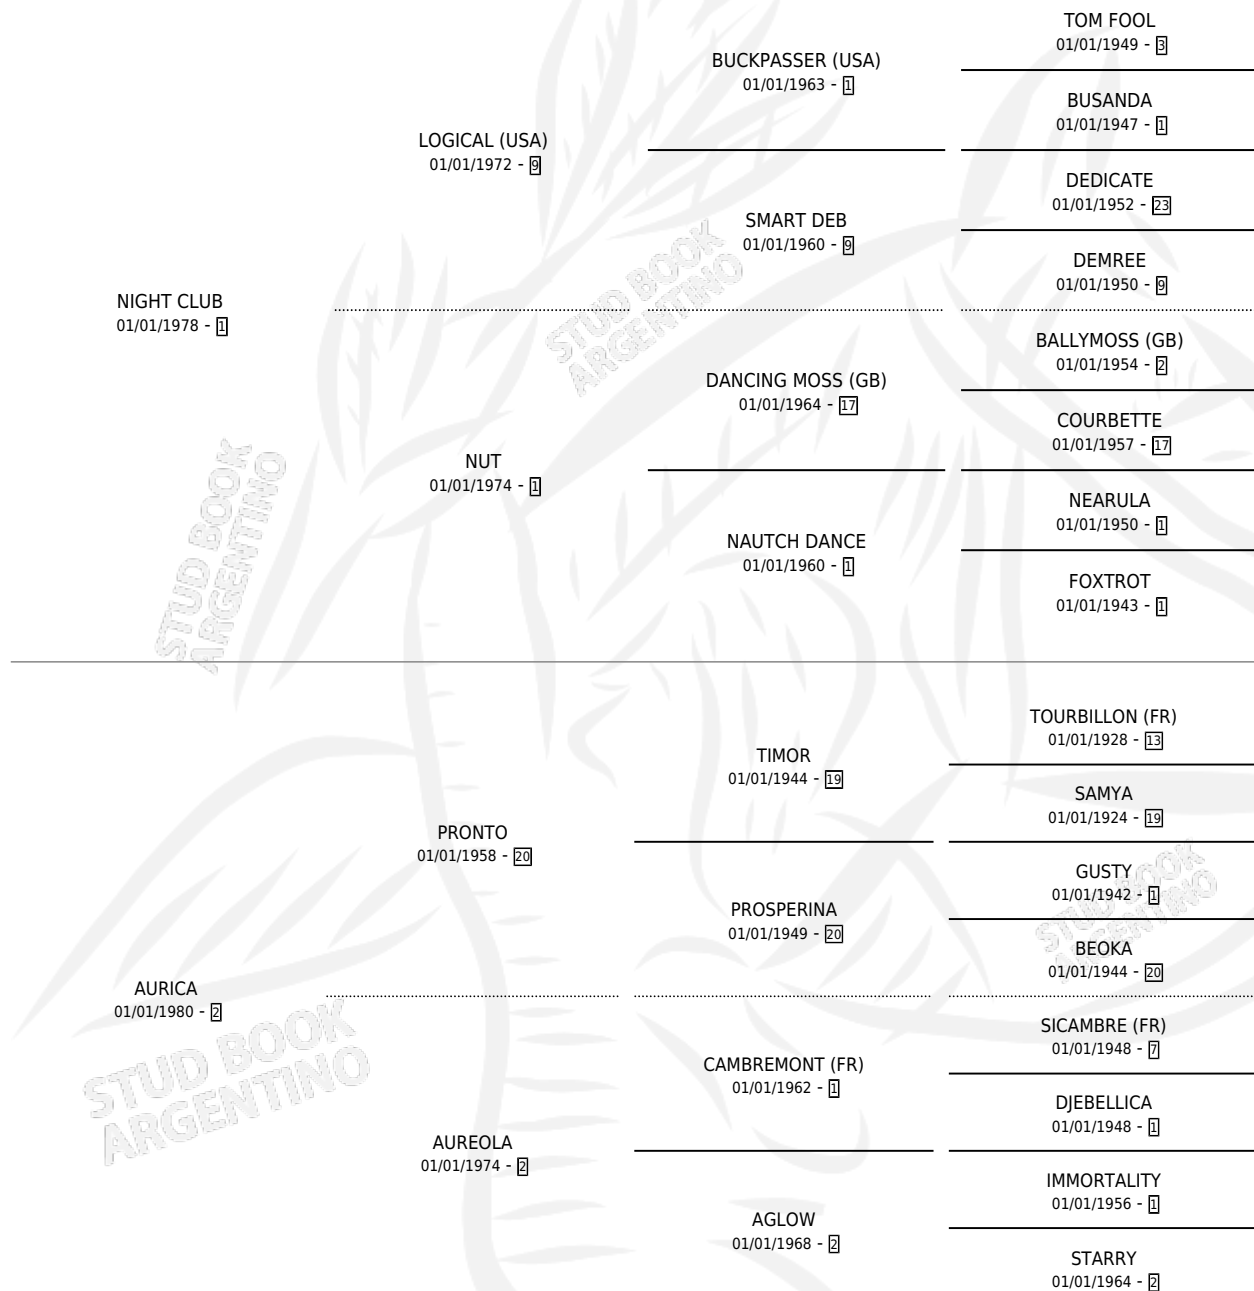 TOM FOOL
01/01/1949 - 3
BUCKPASSER (USA)
01/01/1963 - 1
BUSANDA
01/01/1947 - 1
LOGICAL (USA)
01/01/1972 - 9
DEDICATE
01/01/1952 - 23
SMART DEB
01/01/1960 - 9
DEMREE
01/01/1950 - 9
NIGHT CLUB
01/01/1978 - 1
BALLYMOSS (GB)
01/01/1954 - 2
DANCING MOSS (GB)
01/01/1964 - 17
COURBETTE
01/01/1957 - 17
NUT
01/01/1974 - 1
NEARULA
01/01/1950 - 1
NAUTCH DANCE
01/01/1960 - 1
FOXTROT
01/01/1943 - 1
TOURBILLON (FR)
01/01/1928 - 13
TIMOR
01/01/1944 - 19
SAMYA
01/01/1924 - 19
PRONTO
01/01/1958 - 20
GUSTY
01/01/1942 - 1
PROSPERINA
01/01/1949 - 20
BEOKA
01/01/1944 - 20
AURICA
01/01/1980 - 2
SICAMBRE (FR)
01/01/1948 - 7
CAMBREMONT (FR)
01/01/1962 - 1
DJEBELLICA
01/01/1948 - 1
AUREOLA
01/01/1974 - 2
IMMORTALITY
01/01/1956 - 1
AGLOW
01/01/1968 - 2
STARRY
01/01/1964 - 2
STUD BOOK
ARGENTINO
STUD BOOK
ARGENTINO
STUD BOOK
ARGENTINO
STUD BOOK
ARGENTINO